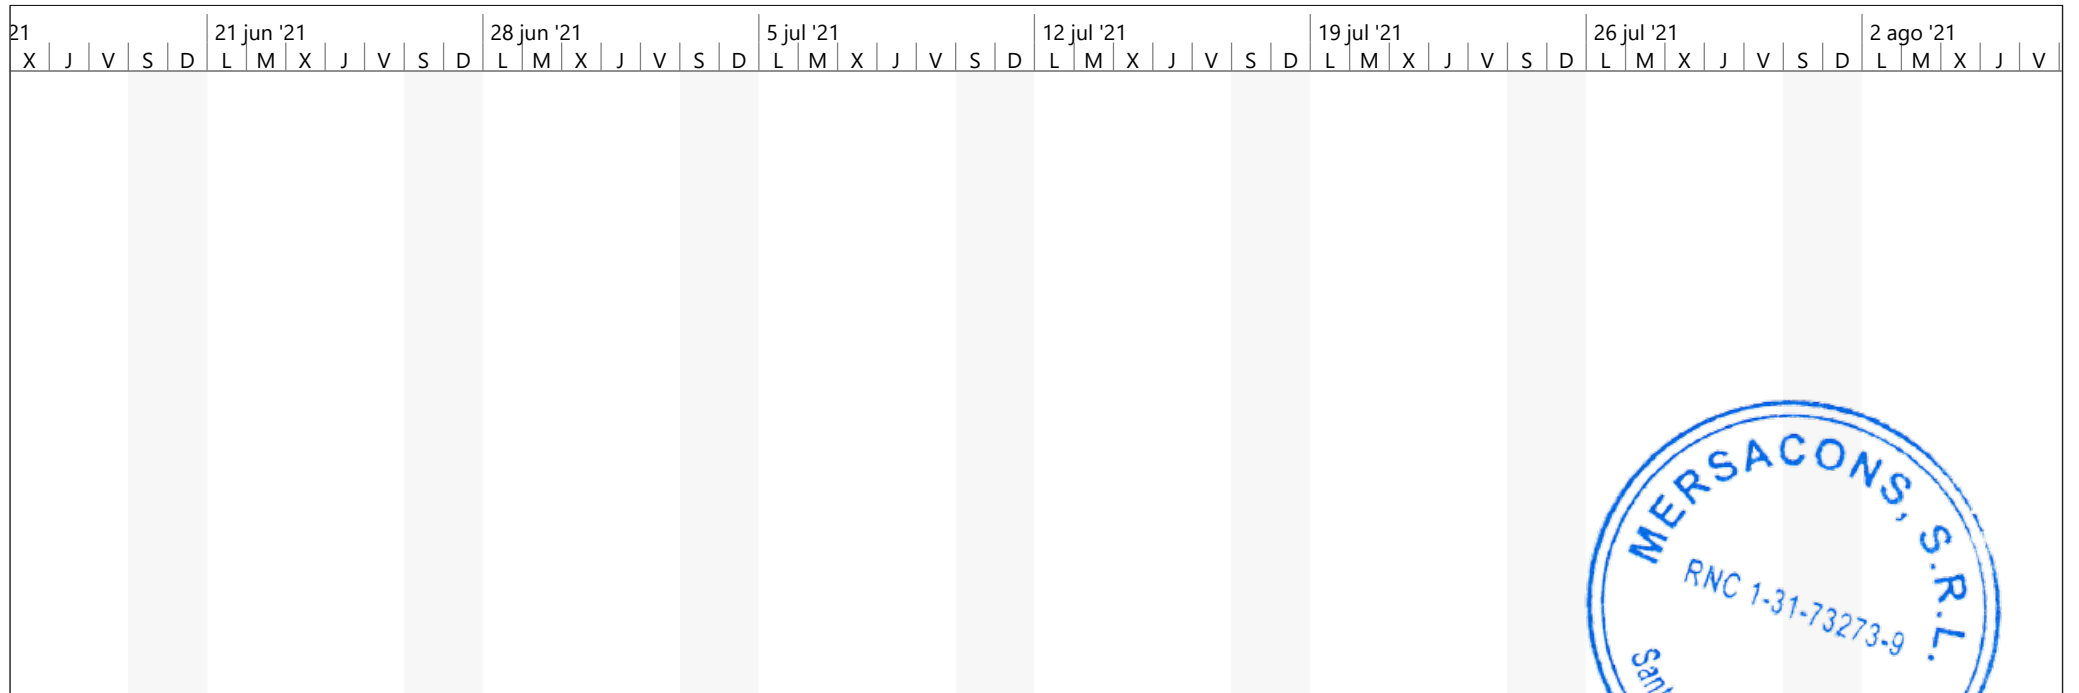 21 21 jun '21 28 jun '21 5 jul '21 12 jul '21 19 jul '21 26 jul '21 2 ago '21
X J V S D L M X J V S D L M X J V S D L M X J V S D L M X J V S D L M X J V S D L M X J V S D L M X J V
MERSACONS, S.R.L.
RNC 1-31-73273-9